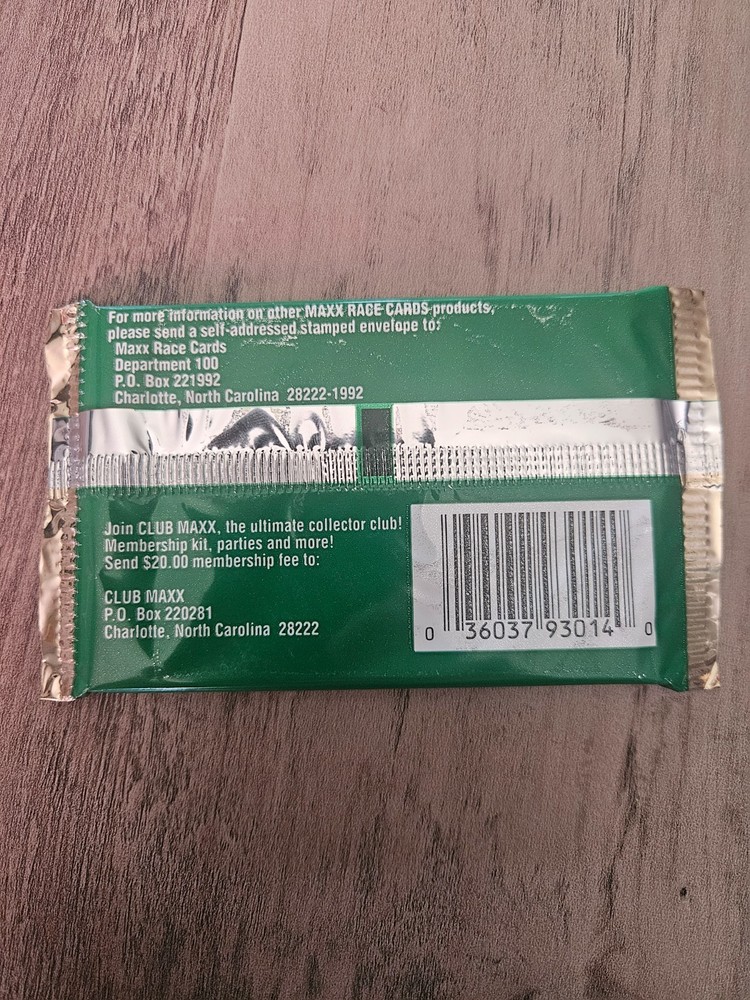 For more information on other MAXX RACE CARDS products,
please send a self-addressed stamped envelope to:
Maxx Race Cards
Department 100
P.O. Box 221992
Charlotte, North Carolina 28222-1992
Join CLUB MAXX, the ultimate collector club!
Membership kit, parties and more!
Send $20.00 membership fee to:
CLUB MAXX
P.O. Box 220281
Charlotte, North Carolina 28222
0 36037 93014 0